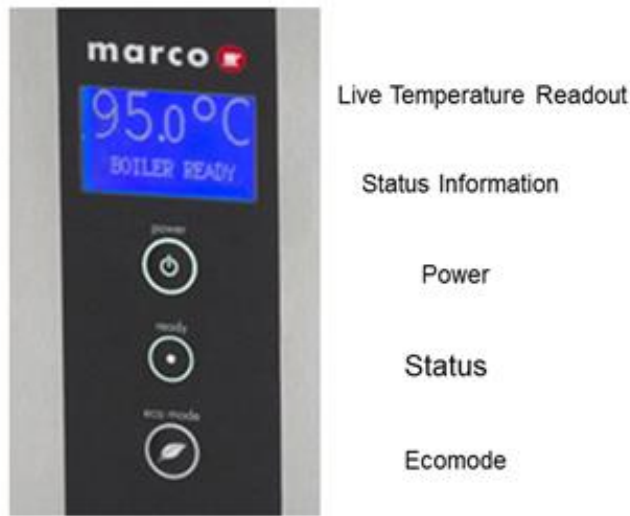 marco
95.0°C
BOILER READY
power
ready
eco mode
Live Temperature Readout
Status Information
Power
Status
Ecomode